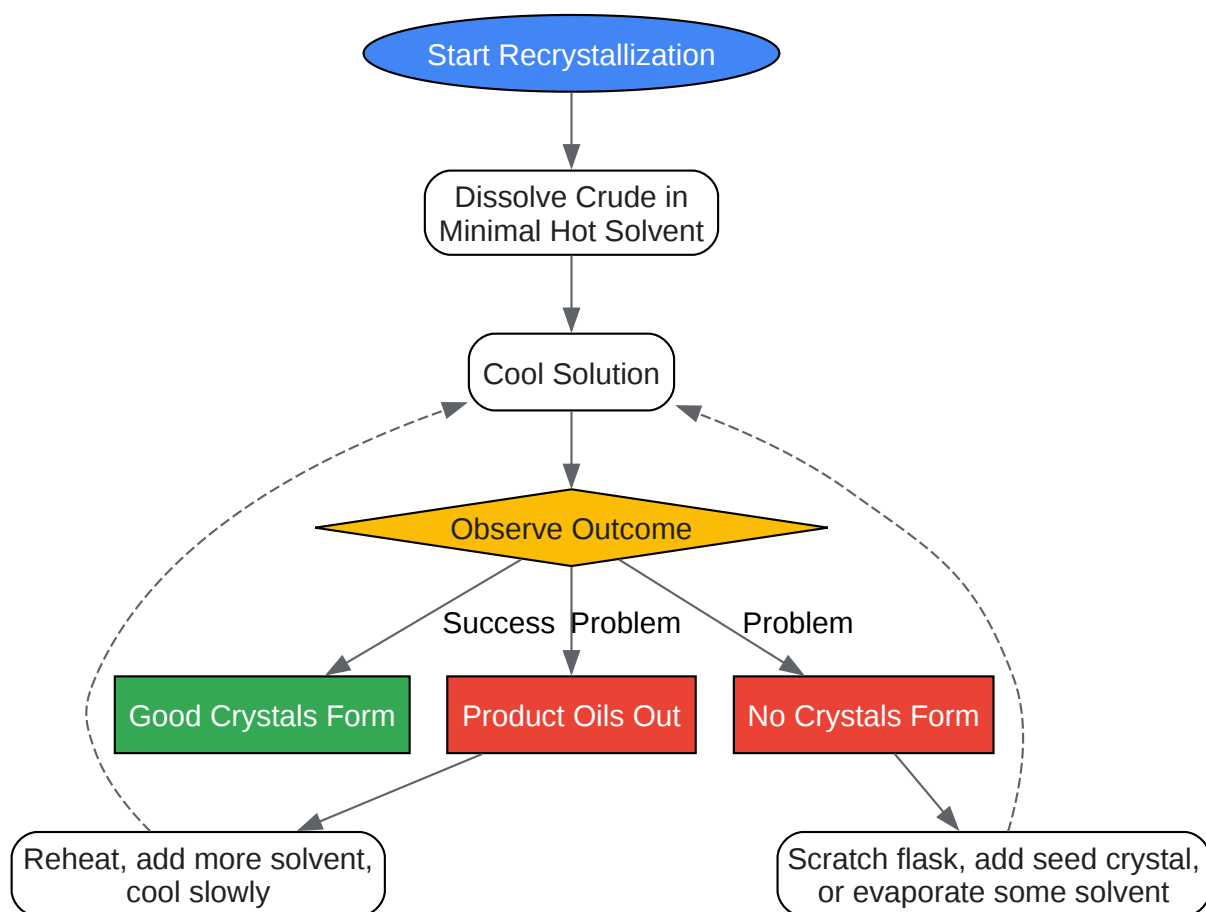 Start Recrystallization
Dissolve Crude in
Minimal Hot Solvent
Cool Solution
Observe Outcome
Success
Problem
Problem
Good Crystals Form
Product Oils Out
No Crystals Form
Reheat, add more solvent,
cool slowly
Scratch flask, add seed crystal,
or evaporate some solvent